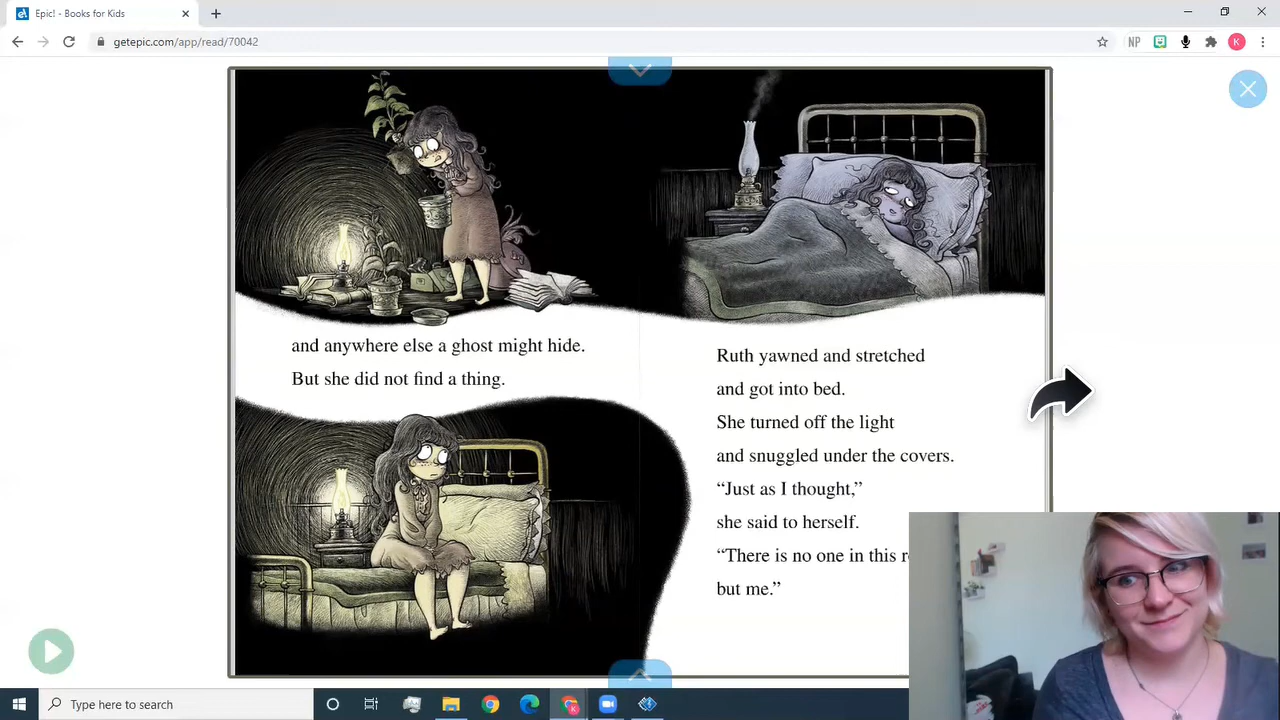 Epic! - Books for Kids
getepic.com/app/read/70042
NP
K
and anywhere else a ghost might hide.
But she did not find a thing.
Ruth yawned and stretched
and got into bed.
She turned off the light
and snuggled under the covers.
“Just as I thought,”
she said to herself.
“There is no one in this
but me.”
Type here to search